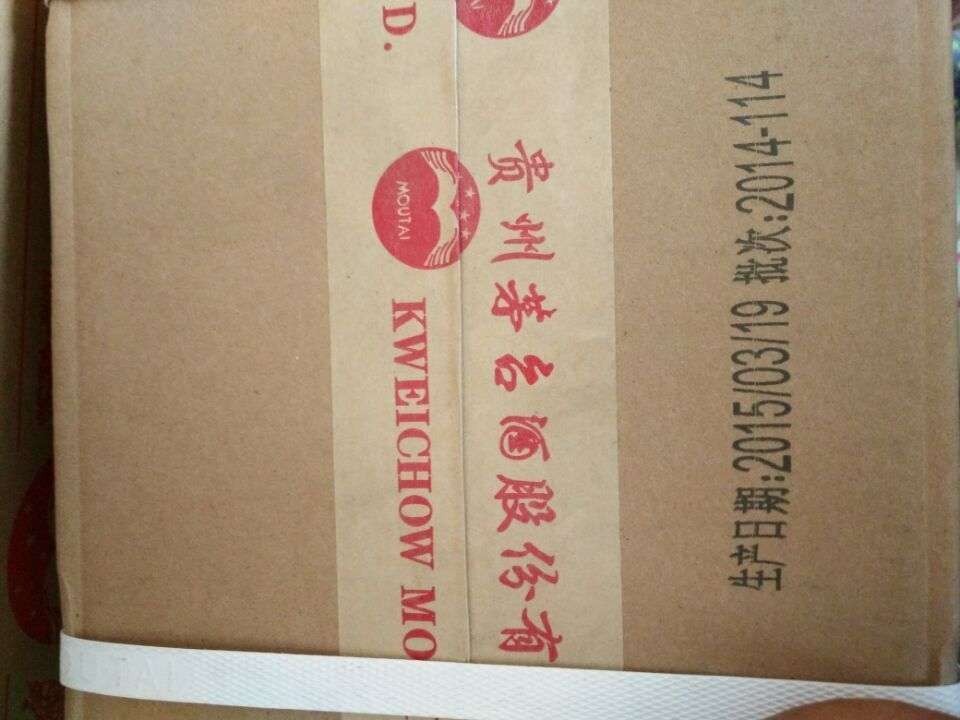 D.
MOUTAI
KWEICHOW MO
贵州茅台酒股份有
生产日期:2015/03/19 批次:2014-114